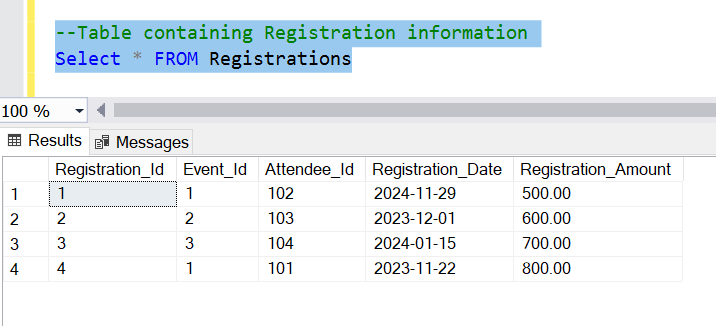 --Table containing Registration information
Select * FROM Registrations
100 %
Results Messages
Registration_Id Event_Id Attendee_Id Registration_Date Registration_Amount
1 1 1 102 2024-11-29 500.00
2 2 2 103 2023-12-01 600.00
3 3 3 104 2024-01-15 700.00
4 4 1 101 2023-11-22 800.00